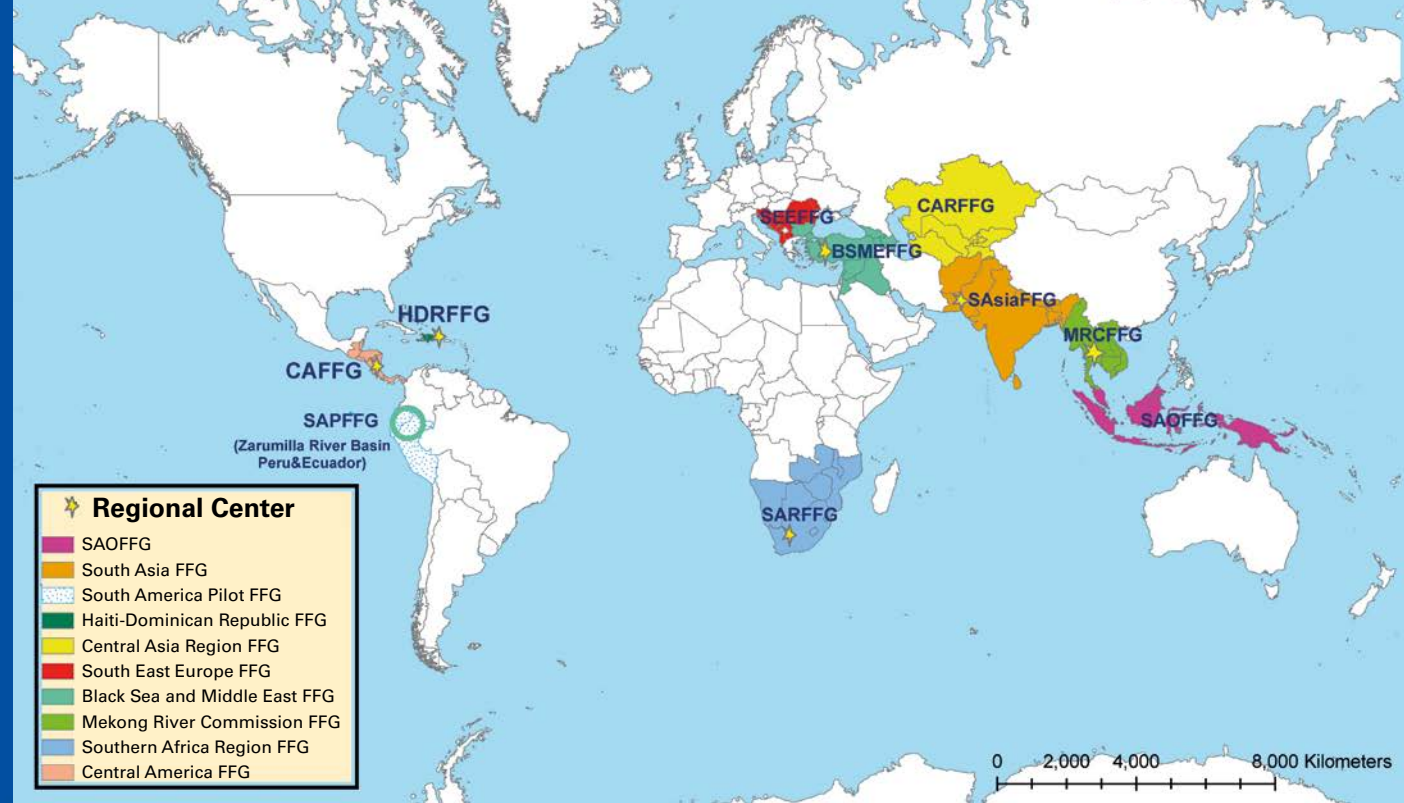 CARFFG
SEEFFG
BSMEFFG
SAsiaFFG
HDRFFG
MRCFFG
CAFFG
SAPFFG
(Zarumilla River Basin
Peru&Ecuador)
SAOFFG
SARFFG
Regional Center
SAOFFG
South Asia FFG
South America Pilot FFG
Haiti-Dominican Republic FFG
Central Asia Region FFG
South East Europe FFG
Black Sea and Middle East FFG
Mekong River Commission FFG
Southern Africa Region FFG
Central America FFG
0 2,000 4,000 8,000 Kilometers